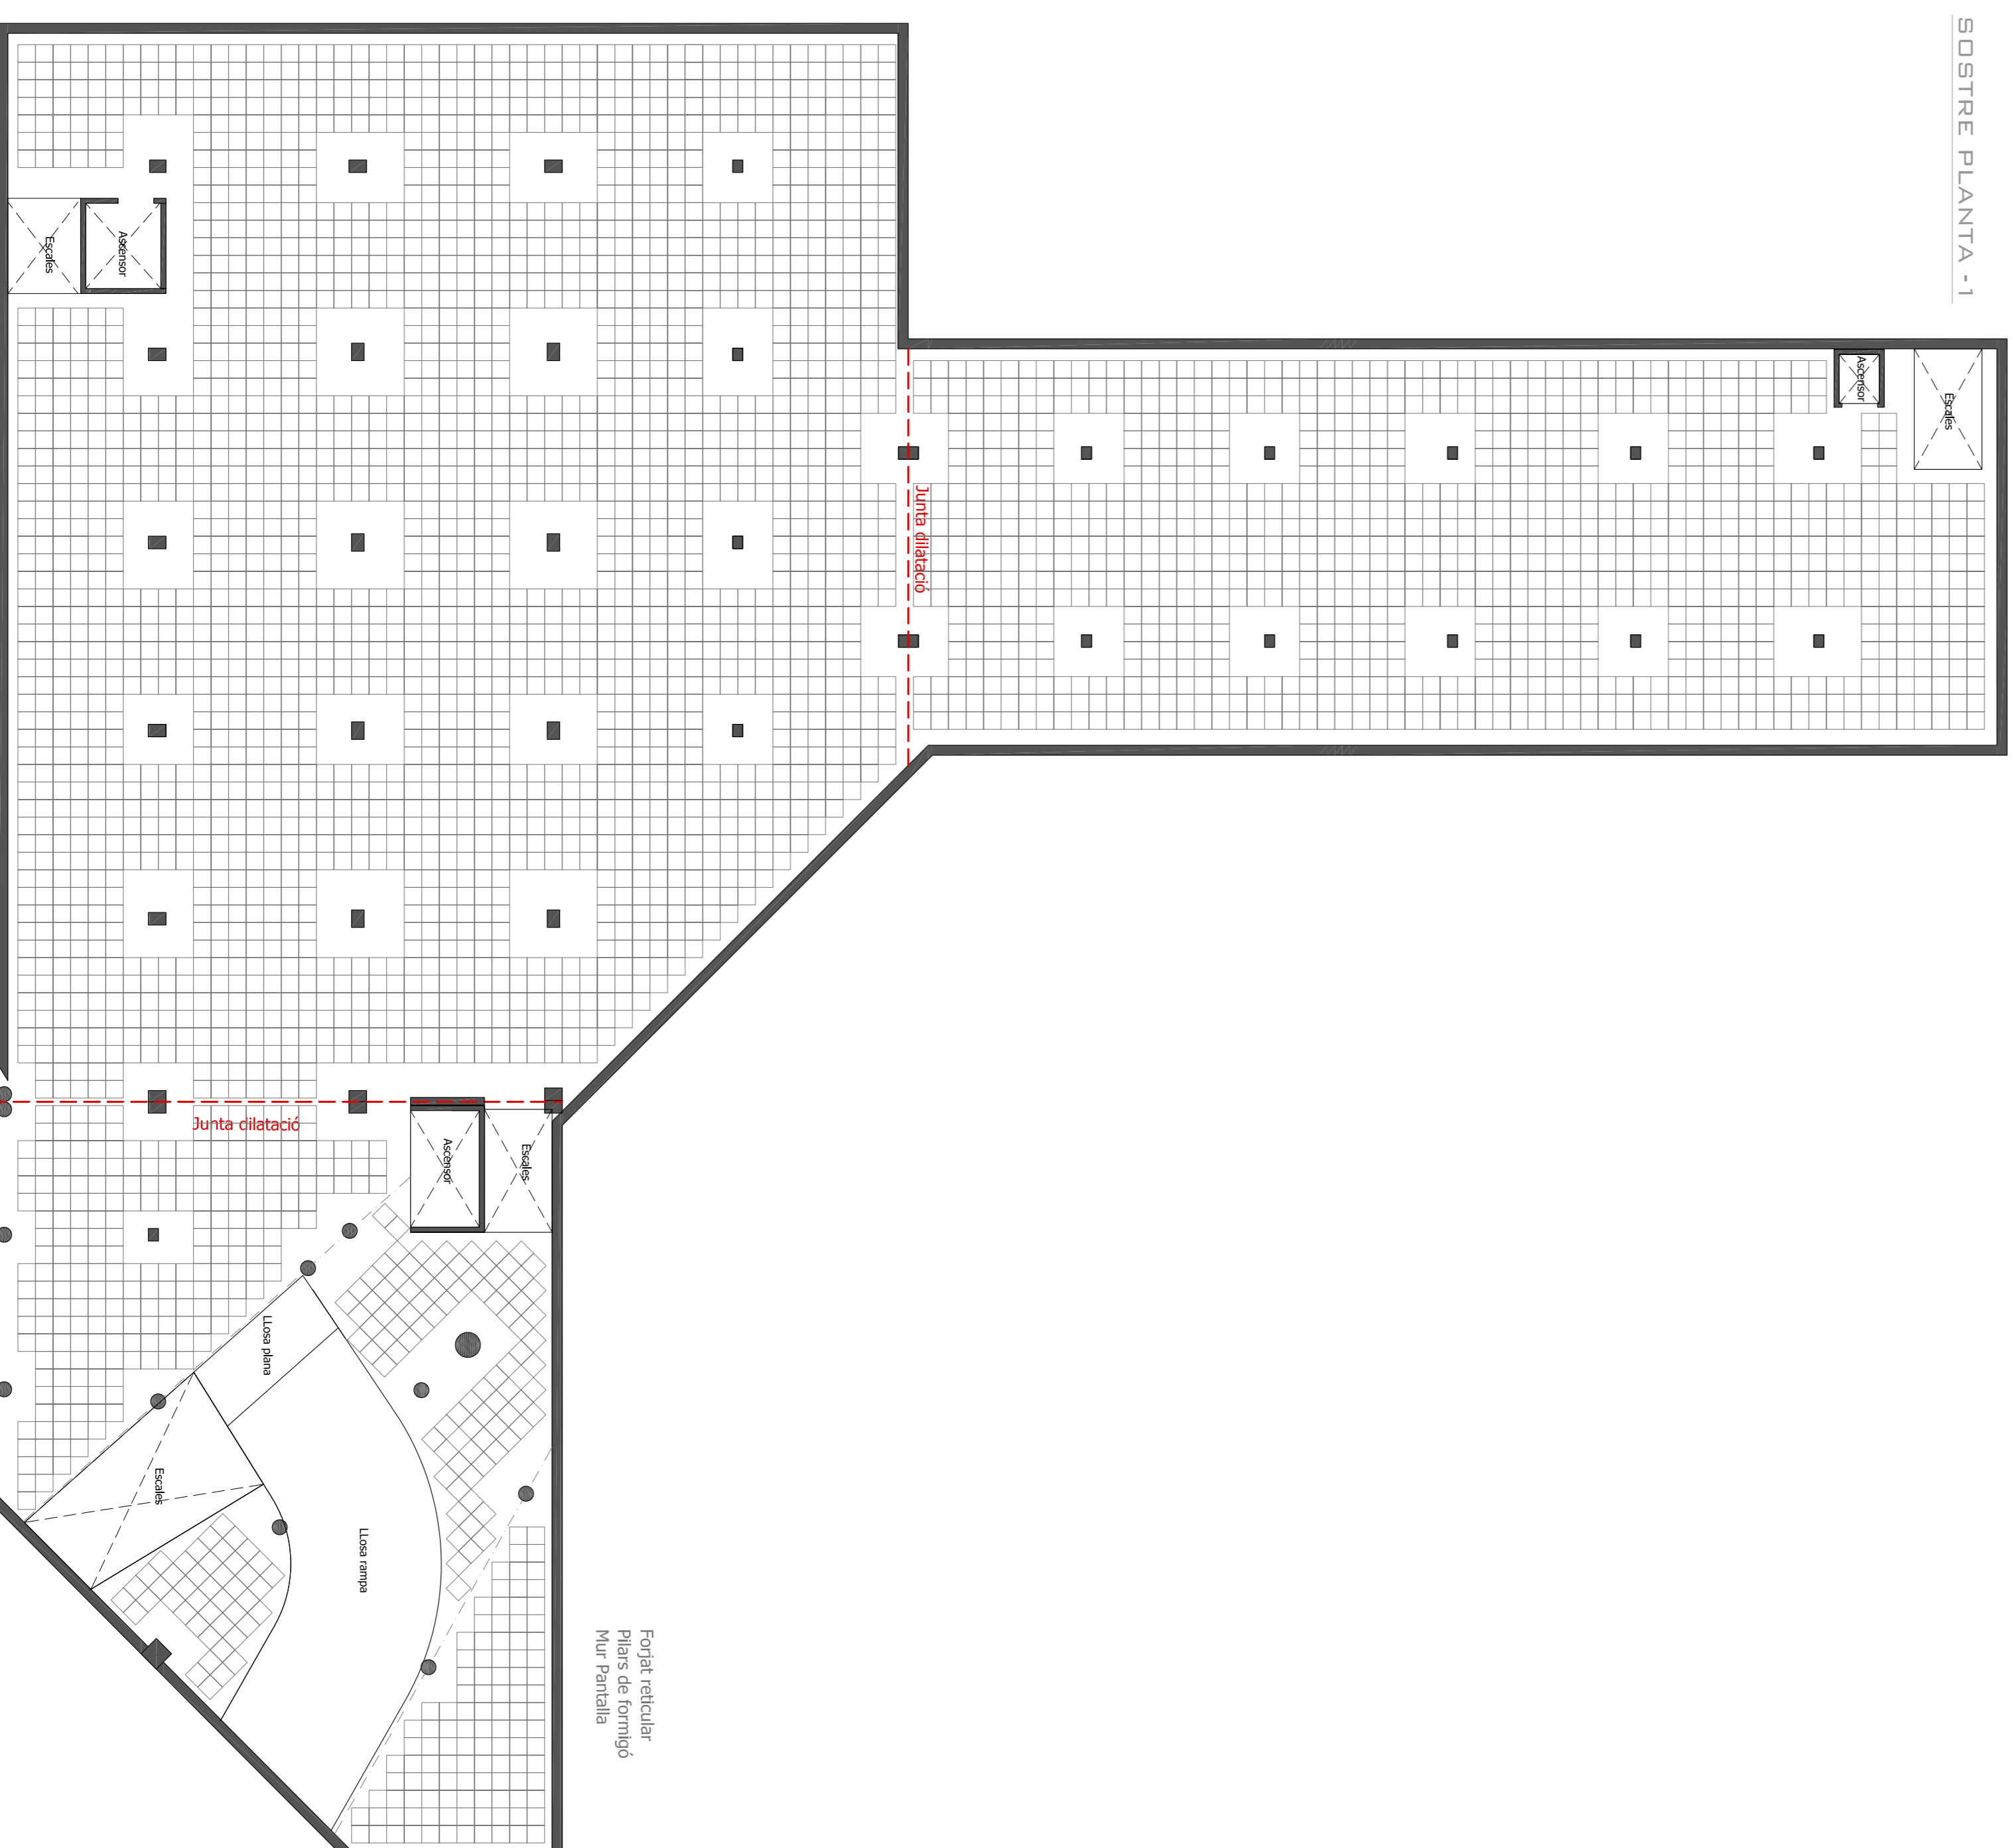 SOSTRE PLANTA -1
Escales
Ascensor
Ascensor
Escales
Junta dilatació
Junta dilatació
Ascensor
Escales
LLosa plana
Escales
LLosa rampa
Forjat reticular
Pilars de formigó
Mur Pantalla